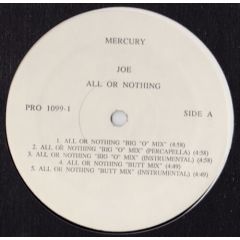 MERCURY
JOE
ALL OR NOTHING
PRO 1099-1 SIDE A
1. ALL OR NOTHING "BIG "O" MIX" (4:58)
2. ALL OR NOTHING "BIG "O" MIX" (PERCAPELLA) (4:58)
3. ALL OR NOTHING "BIG "O" MIX" (INSTRUMENTAL) (4:58)
4. ALL OR NOTHING "BUTT MIX" (4:49)
5. ALL OR NOTHING "BUTT MIX" (INSTRUMENTAL) (4:49)